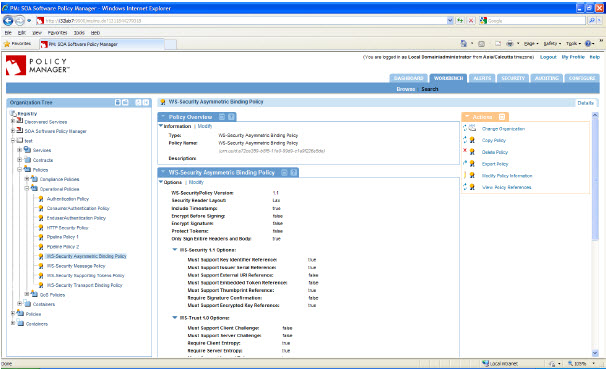 PM: SOA Software Policy Manager - Windows Internet Explorer
Google
File Edit View Favorites Tools Help
Favorites PM: SOA Software Policy Manager
Page Safety Tools
POLICY
MANAGER™
(You are logged in as Local Domain\administrator from Asia/Calcutta timezone) Logout My Profile Help
DASHBOARD WORKBENCH ALERTS SECURITY AUDITING CONFIGURE
Browse Search
Organization Tree
WS-Security Asymmetric Binding Policy
Details
Registry
Discovered Services
SOA Software Policy Manager
test
Services
Contracts
Policies
Compliance Policies
Operational Policies
Authentication Policy
ConsumerAuthentication Policy
EnduserAuthentication Policy
HTTP Security Policy
Pipeline Policy 1
Pipeline Policy 2
WS-Security Asymmetric Binding Policy
WS-Security Message Policy
WS-Security Supporting Tokens Policy
WS-Security Transport Binding Policy
QoS Policies
Containers
Policies
Containers
Policy Overview
Information | Modify
Type: WS-Security Asymmetric Binding Policy
Policy Name: WS-Security Asymmetric Binding Policy
Description:
WS-Security Asymmetric Binding Policy
Options | Modify
WS-SecurityPolicy Version: 1.1
Security Header Layout: Lax
Include Timestamp: true
Encrypt Before Signing: false
Encrypt Signature: false
Protect Tokens: false
Only Sign Entire Headers and Body: true
WS-Security 1.1 Options:
Must Support Key Identifier Reference: true
Must Support Issuer Serial Reference: true
Must Support External URI Reference: false
Must Support Embedded Token Reference: false
Must Support Thumbprint Reference: true
Require Signature Confirmation: false
Must Support Encrypted Key Reference: true
WS-Trust 1.0 Options:
Must Support Client Challenge: false
Must Support Server Challenge: false
Require Client Entropy: true
Require Server Entropy: true
Actions
Change Organization
Copy Policy
Delete Policy
Export Policy
Modify Policy Information
View Policy References
Done
Local intranet
105%